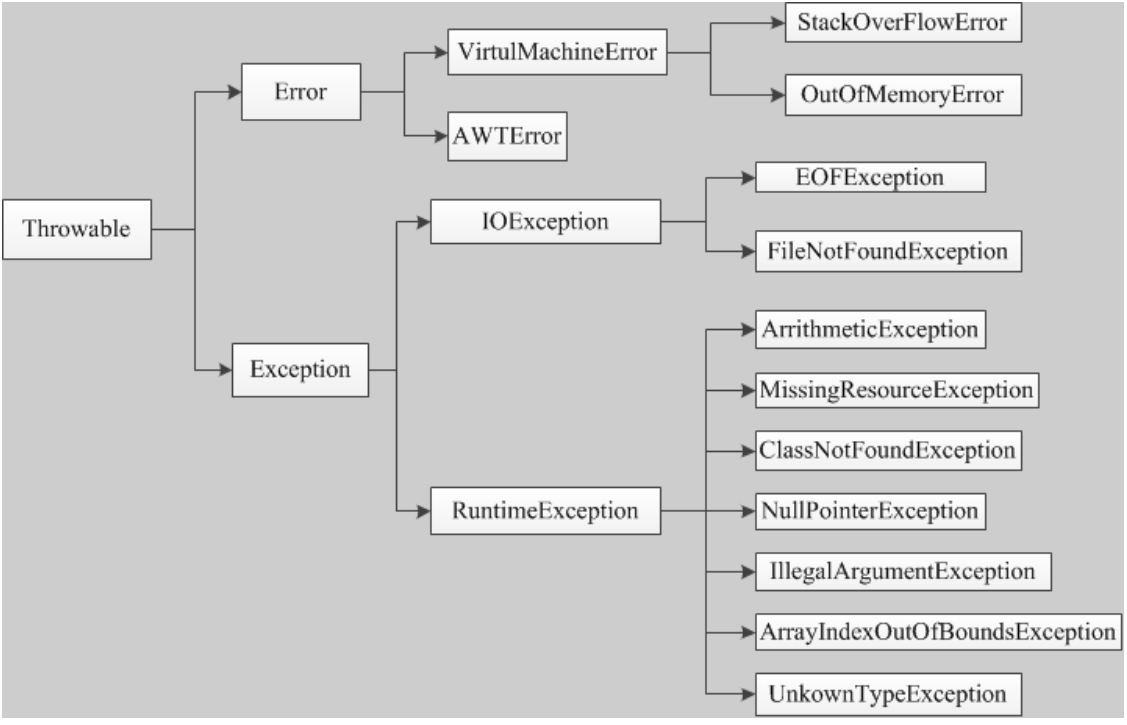 Throwable
Error
VirtulMachineError
StackOverFlowError
OutOfMemoryError
AWTError
Exception
IOException
EOFException
FileNotFoundException
RuntimeException
ArrithmeticException
MissingResourceException
ClassNotFoundException
NullPointerException
IllegalArgumentException
ArrayIndexOutOfBoundsException
UnkownTypeException